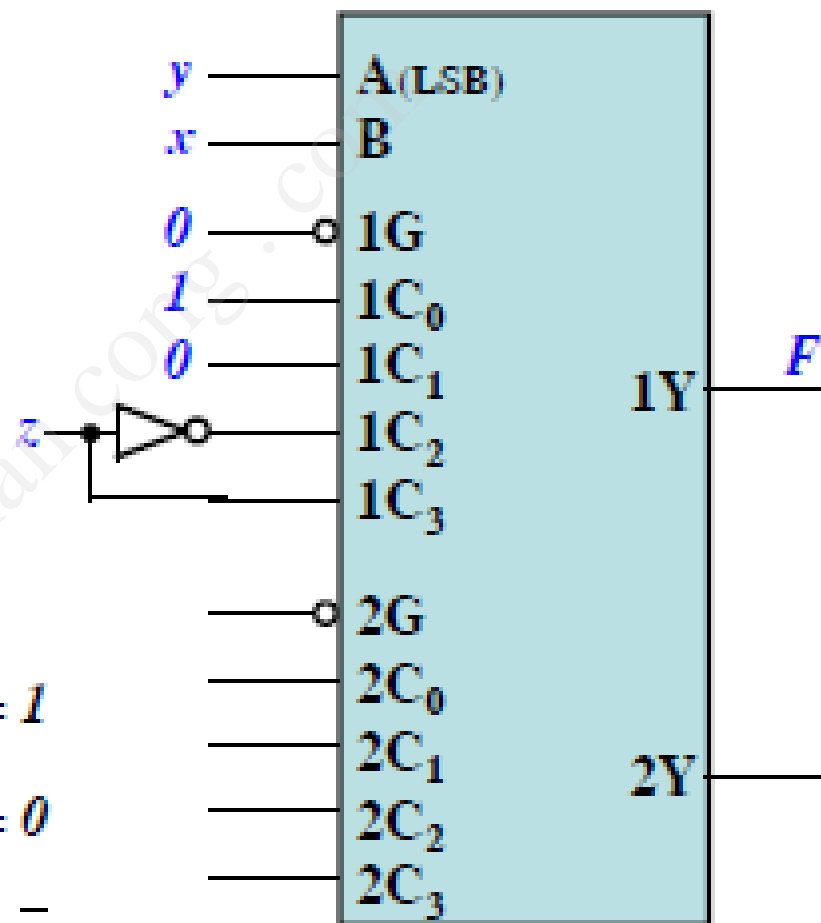 y A(LSB)
x B
0 1G
1 1C₀
0 1C₁
1Y F
z 1C₂
1C₃
2G
2C₀
= 1
2C₁
2Y
= 0 2C₂
2C₃